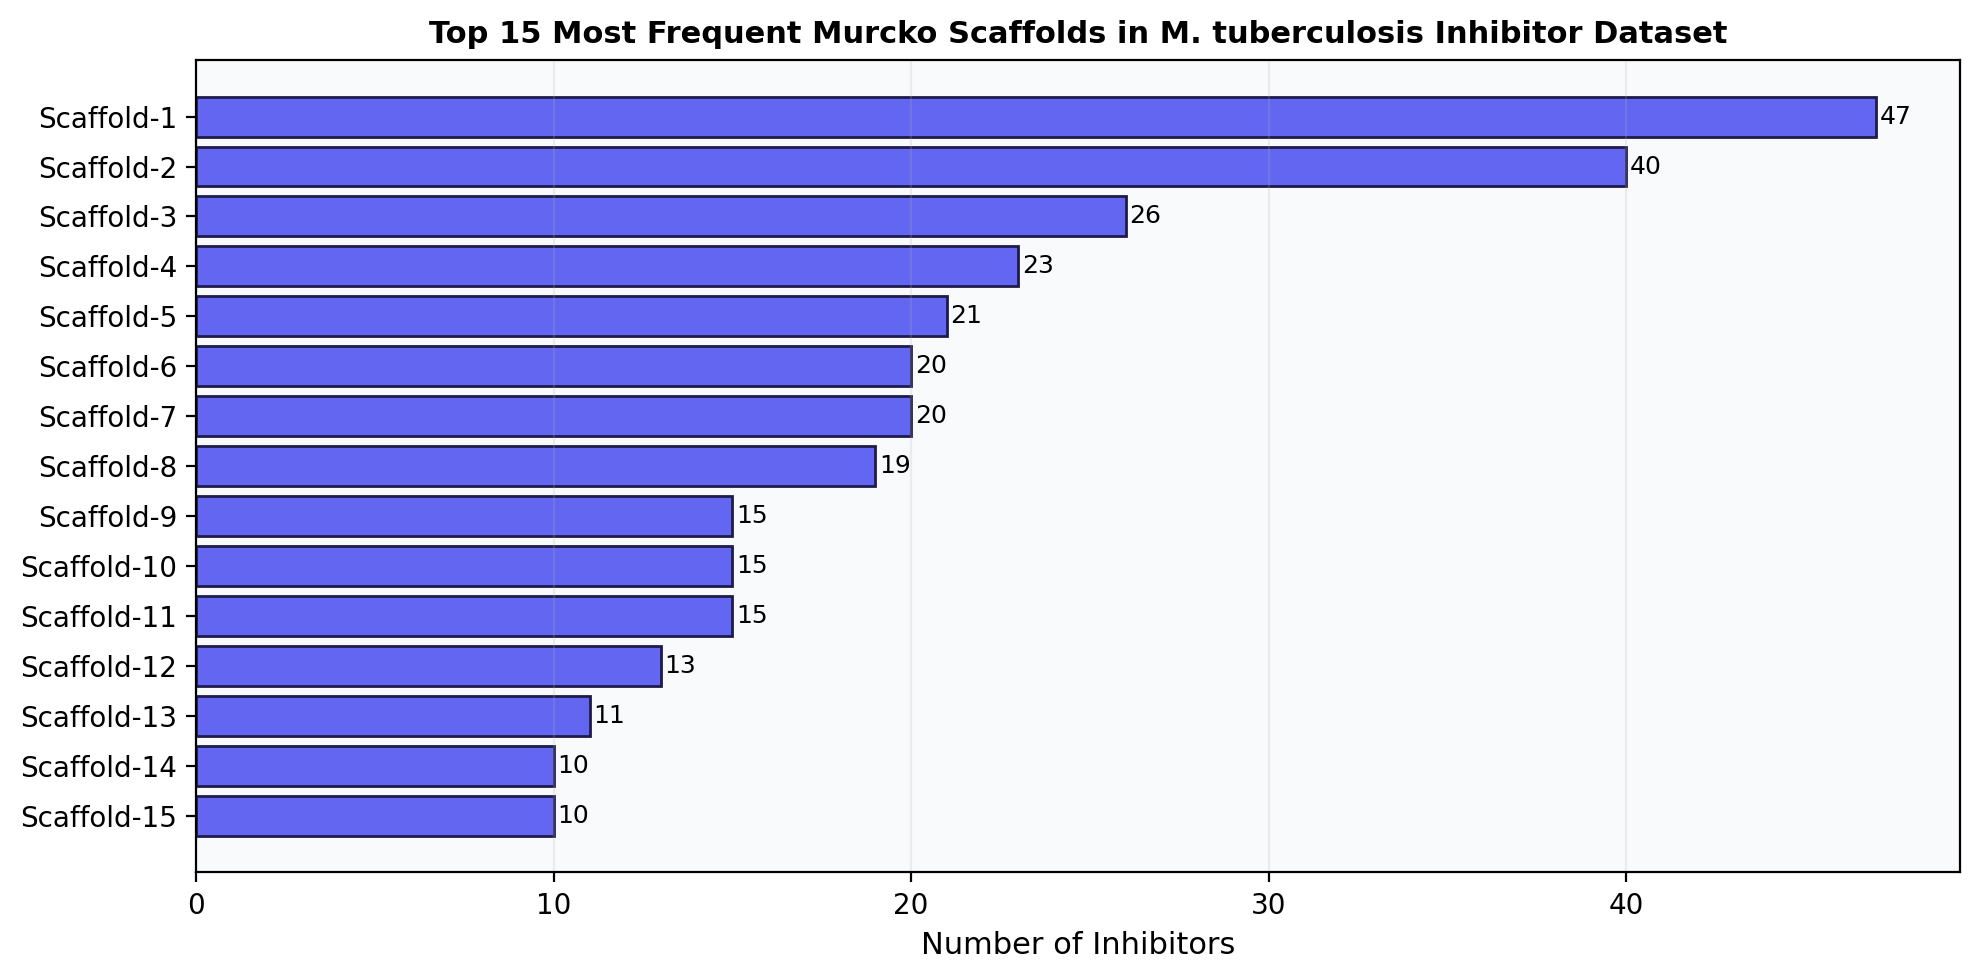 Top 15 Most Frequent Murcko Scaffolds in M. tuberculosis Inhibitor Dataset
Scaffold-1 47
Scaffold-2 40
Scaffold-3 26
Scaffold-4 23
Scaffold-5 21
Scaffold-6 20
Scaffold-7 20
Scaffold-8 19
Scaffold-9 15
Scaffold-10 15
Scaffold-11 15
Scaffold-12 13
Scaffold-13 11
Scaffold-14 10
Scaffold-15 10
0 10 20 30 40
Number of Inhibitors